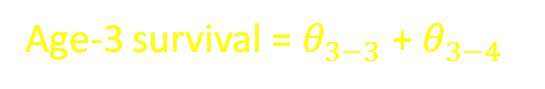 Age-3 survival = θ₃₋₃ + θ₃₋₄